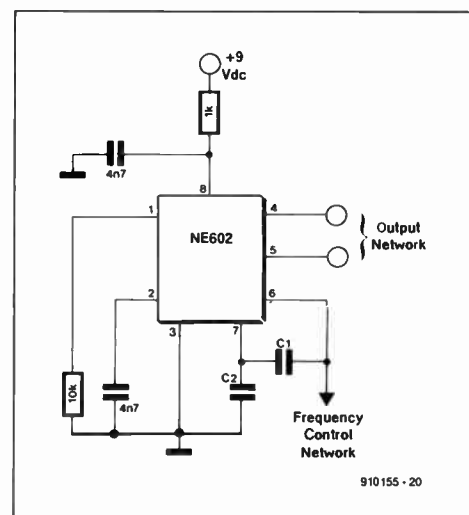 +9
Vdc
1k
4n7
8
1
4
NE602
5
Output
Network
2
6
3
7
C1
C2
10k
4n7
Frequency
Control
Network
910155 - 20